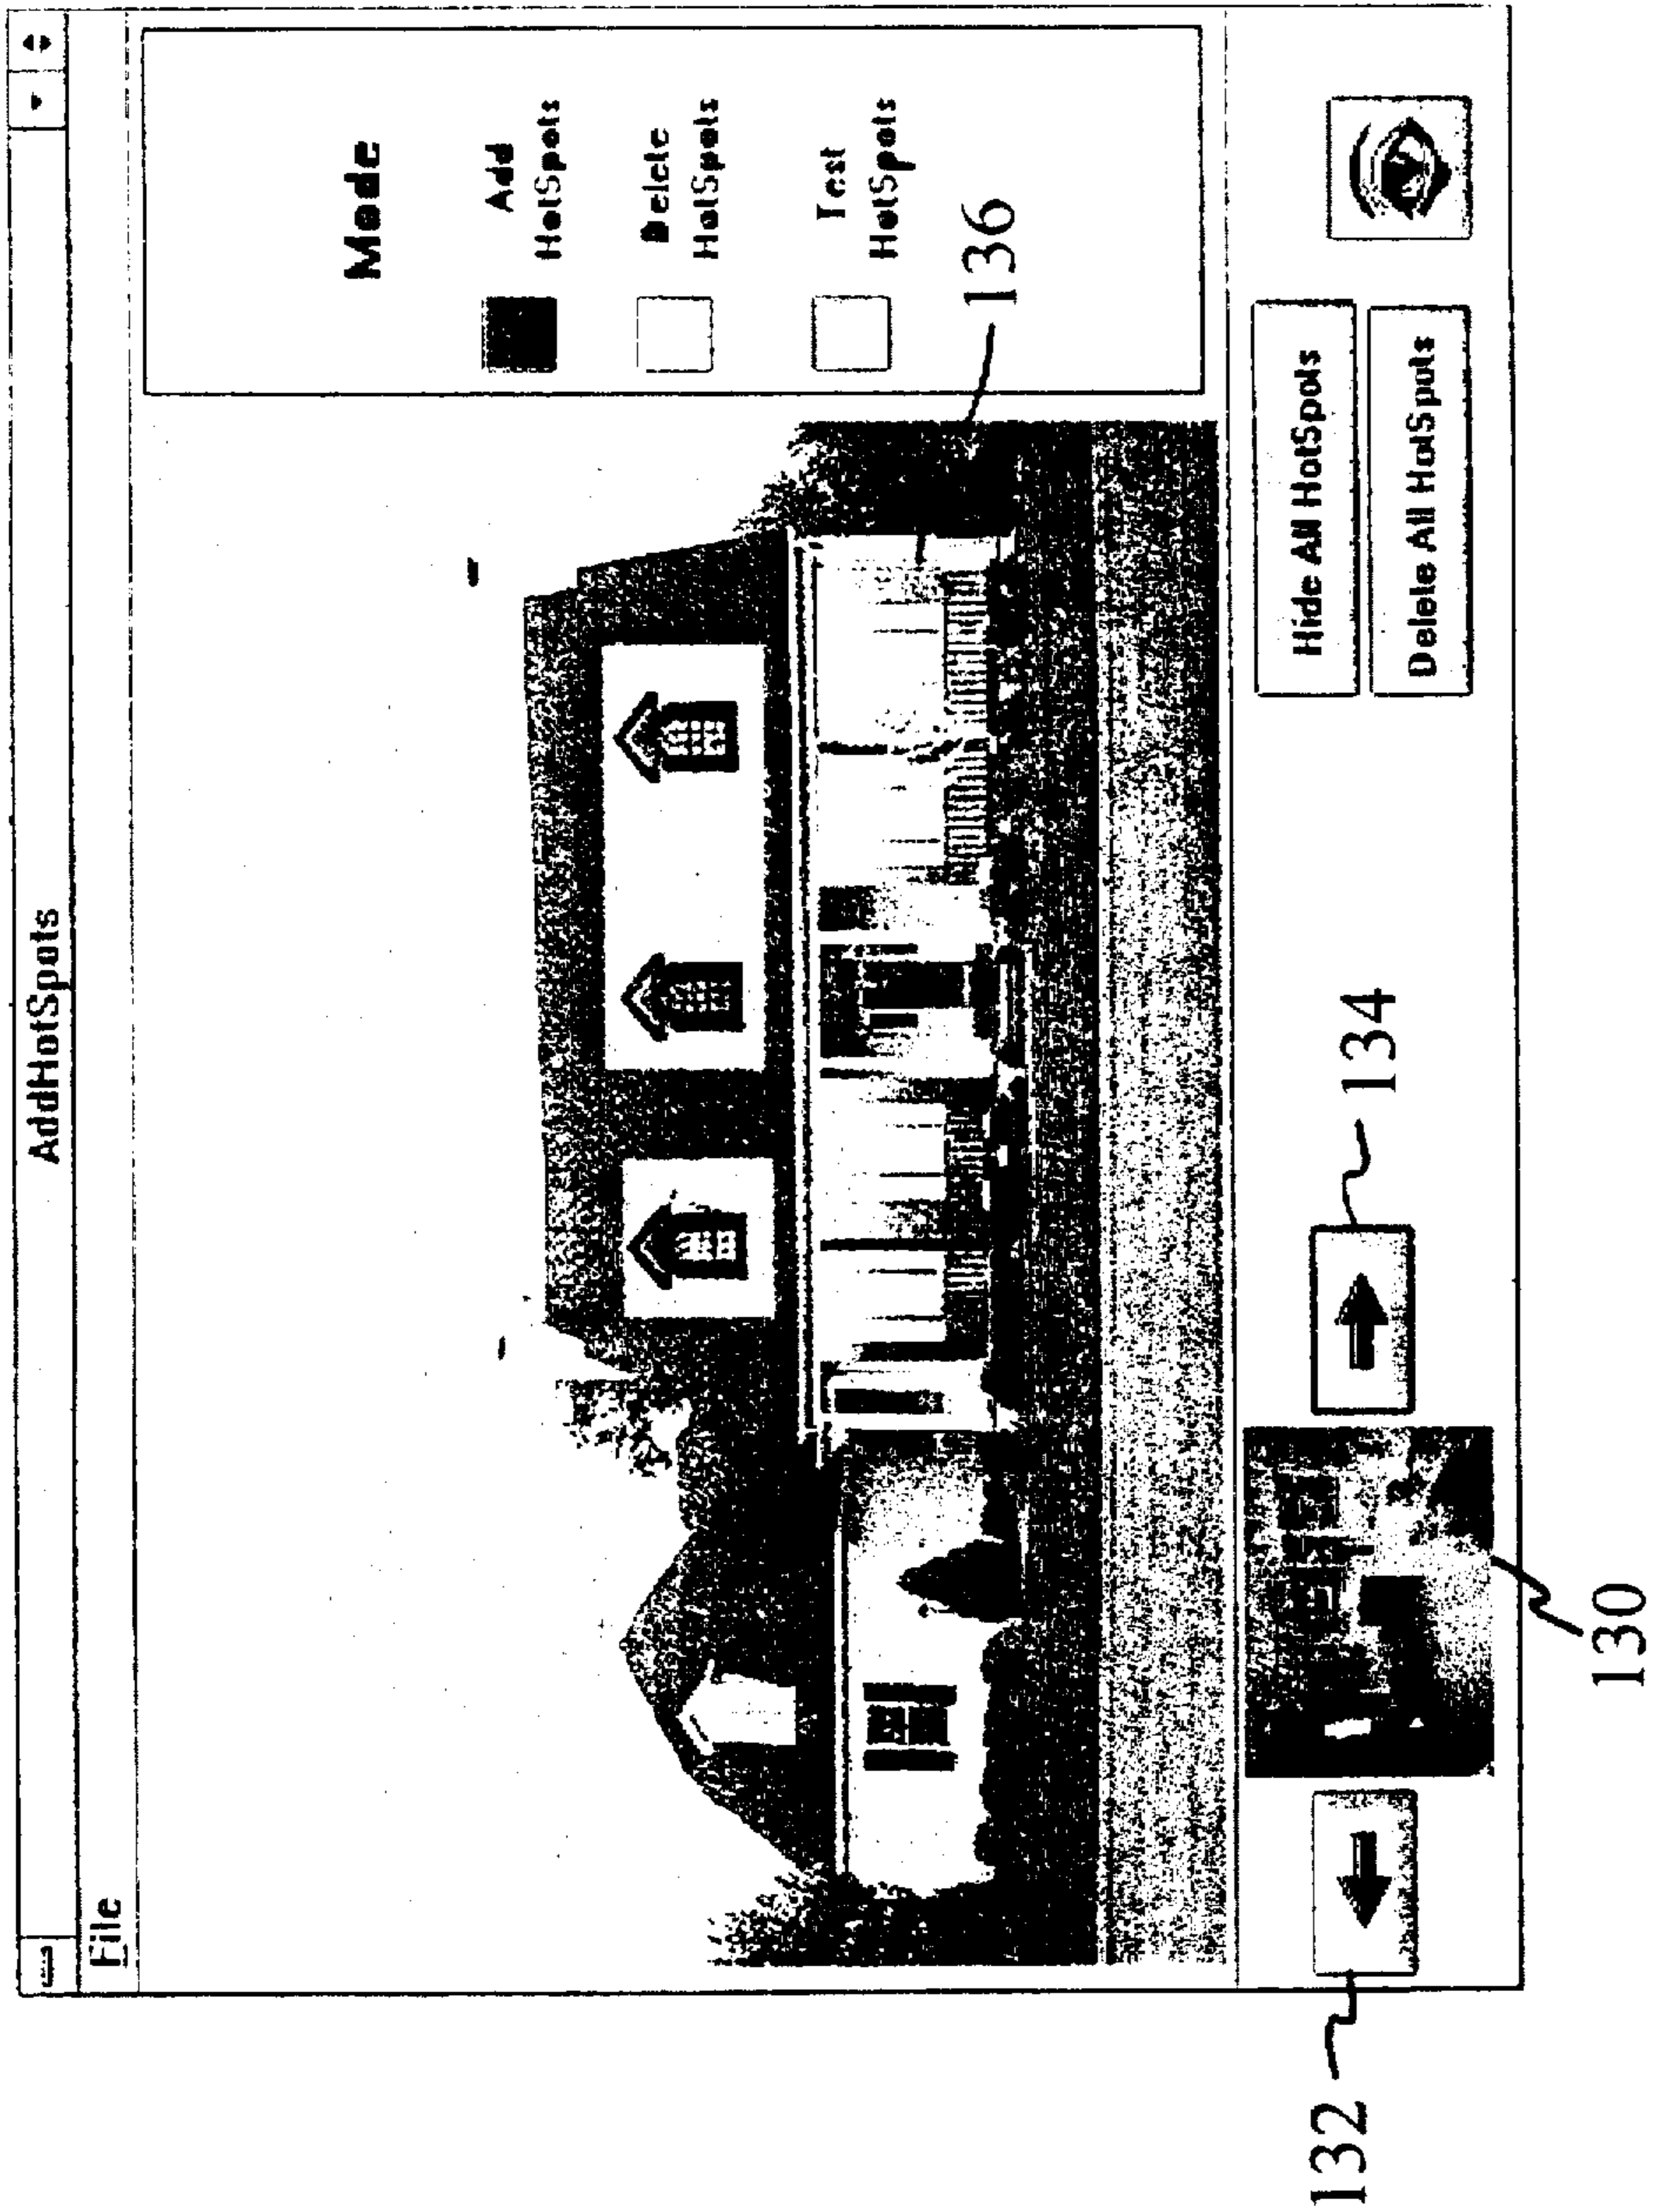 AddHotSpots
File
Mode
Add
HotSpots
Delete
HotSpots
Test
HotSpots
136
Hide All HotSpots
Delete All HotSpots
134
132
130